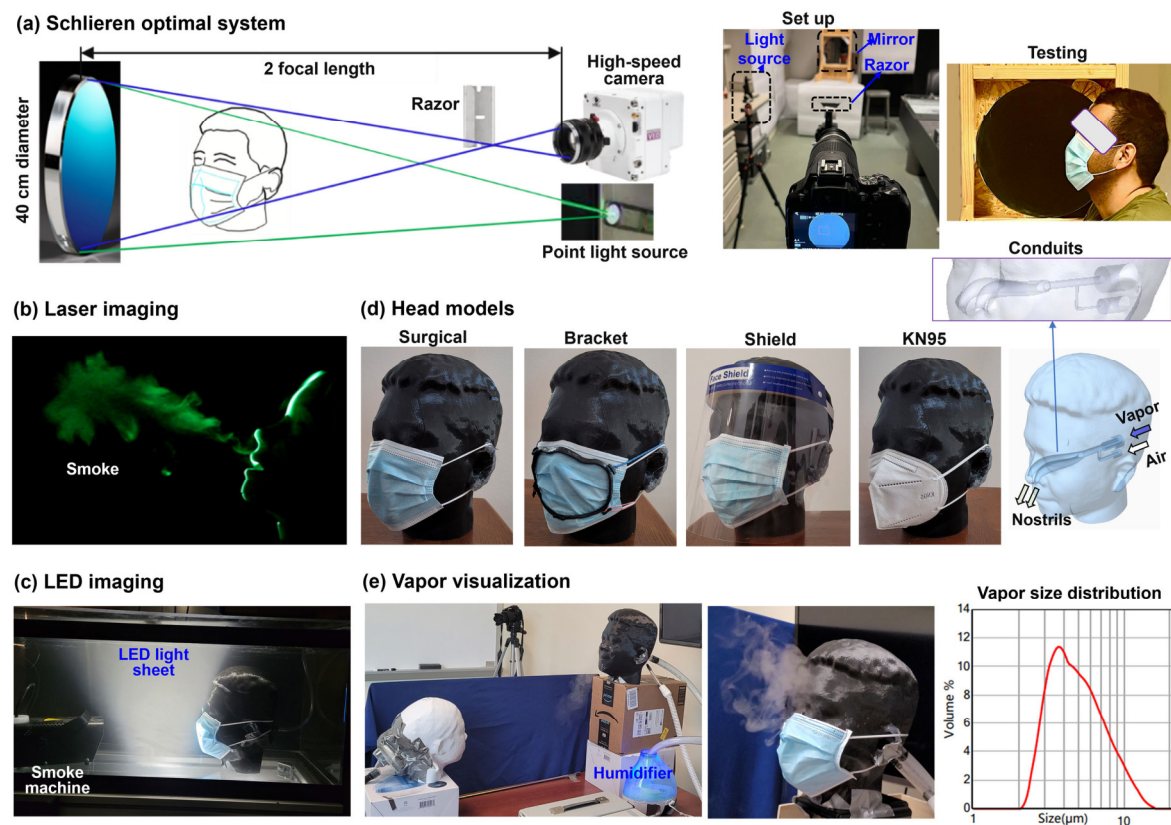 (a) Schlieren optimal system
2 focal length
40 cm diameter
Razor
High-speed
camera
Point light source
Set up
Light
source
Mirror
Razor
Testing
Conduits
(b) Laser imaging
Smoke
(d) Head models
Surgical
Bracket
Shield
Face Shield
KN95
Vapor
Air
Nostrils
(c) LED imaging
LED light
sheet
Smoke
machine
(e) Vapor visualization
Humidifier
Vapor size distribution
Volume %
14
12
10
8
6
4
2
0
1
10
Size(μm)